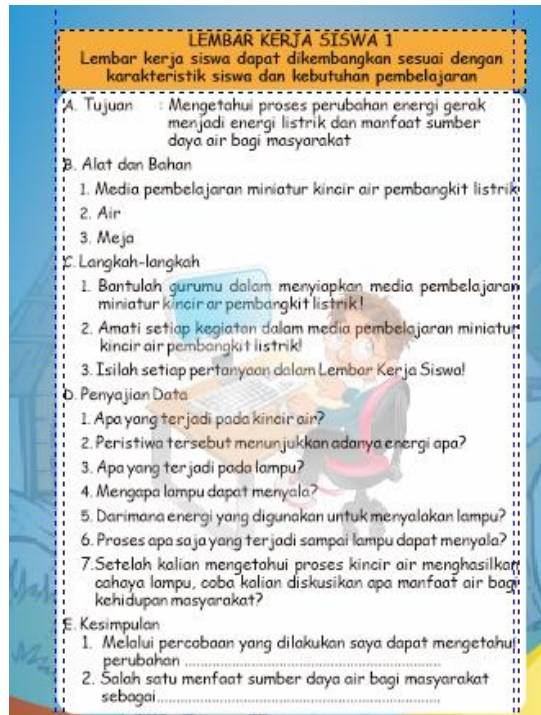 LEMBAR KERJA SISWA 1
Lembar kerja siswa dapat dikembangkan sesuai dengan
karakteristik siswa dan kebutuhan pembelajaran
A. Tujuan : Mengetahui proses perubahan energi gerak
menjadi energi listrik dan manfaat sumber
daya air bagi masyarakat
B. Alat dan Bahan
1. Media pembelajaran miniatur kincir air pembangkit listrik
2. Air
3. Meja
C. Langkah-langkah
1. Bantulah gurumu dalam menyiapkan media pembelajaran
miniatur kincir ar pembangkit listrik!
2. Amati setiap kegiatan dalam media pembelajaran miniatur
kincir air pembangkit listrik!
3. Isilah setiap pertanyaan dalam Lembar Kerja Siswa!
D. Penyajian Data
1. Apa yang terjadi pada kincir air?
2. Peristiwa tersebut menunjukkan adanya energi apa?
3. Apa yang terjadi pada lampu?
4. Mengapa lampu dapat menyala?
5. Darimana energi yang digunakan untuk menyalakan lampu?
6. Proses apa saja yang terjadi sampai lampu dapat menyala?
7.Setelah kalian mengetahui proses kincir air menghasilkan
cahaya lampu, coba kalian diskusikan apa manfaat air bagi
kehidupan masyarakat?
E. Kesimpulan
1. Melalui percobaan yang dilakukan saya dapat mengetahui
perubahan ..........................................................
2. Salah satu menfaat sumber daya air bagi masyarakat
sebagai................................................................